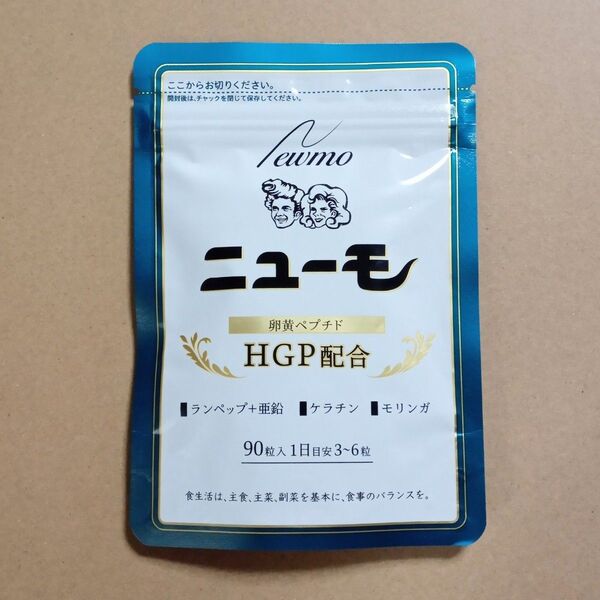 ここからお切りください。
開封後は、チャックを閉じて保存してください。
Newmo
ニューモ
卵黄ペプチド
HGP配合
ランペップ+亜鉛 ケラチン モリンガ
90粒入 1日目安 3~6粒
食生活は、主食、主菜、副菜を基本に、食事のバランスを。